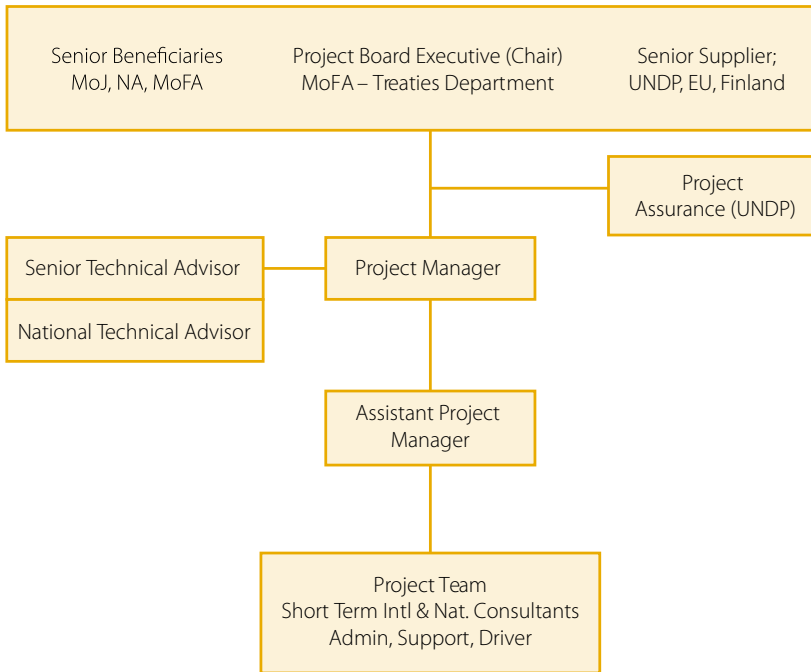 Senior Beneficiaries
MoJ, NA, MoFA
Project Board Executive (Chair)
MoFA – Treaties Department
Senior Supplier;
UNDP, EU, Finland
Project
Assurance (UNDP)
Senior Technical Advisor
Project Manager
National Technical Advisor
Assistant Project
Manager
Project Team
Short Term Intl & Nat. Consultants
Admin, Support, Driver